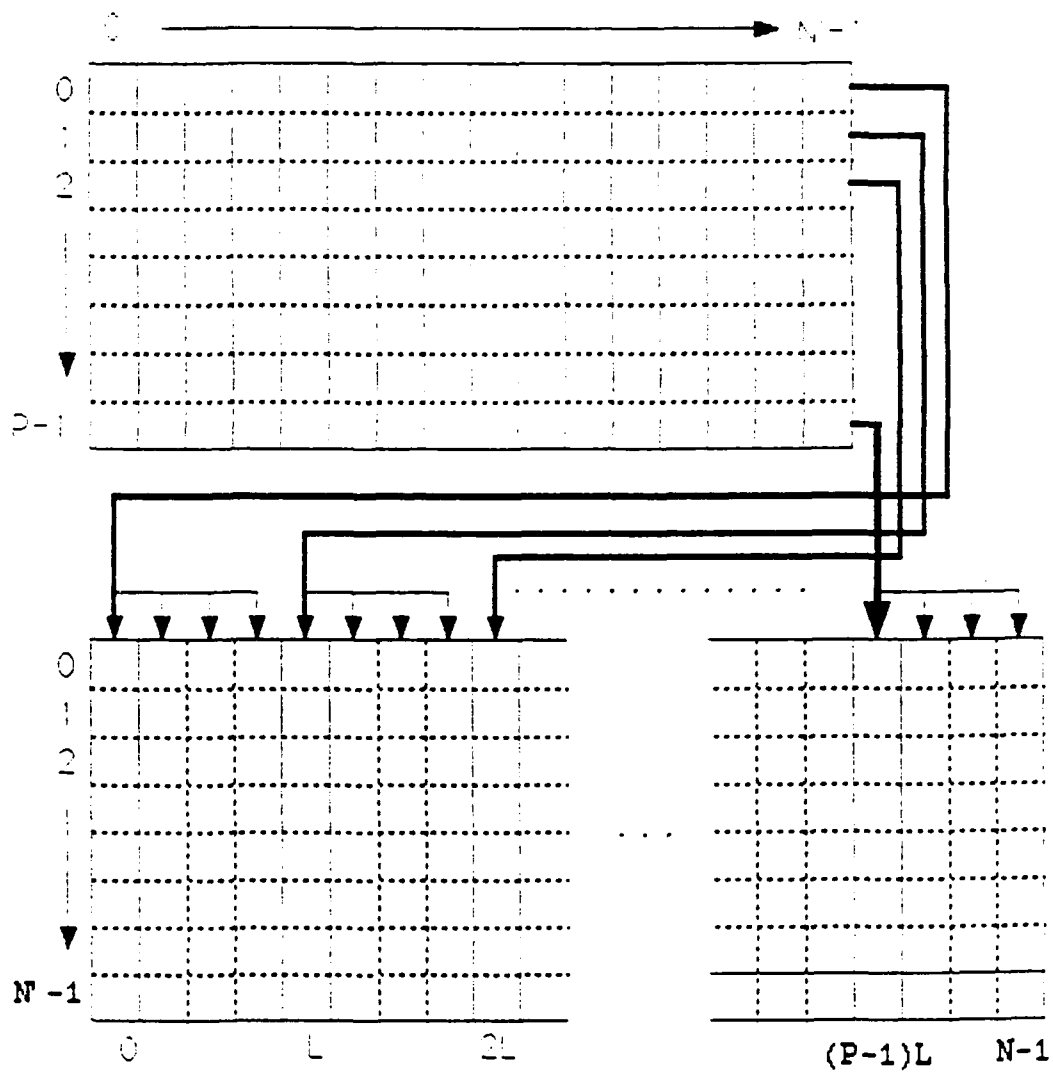 0 N'-1
0
1
2
P-1
. . . . . . . . . . . . . .
0
1
2
. . .
N'-1
0 L 2L (P-1)L N-1